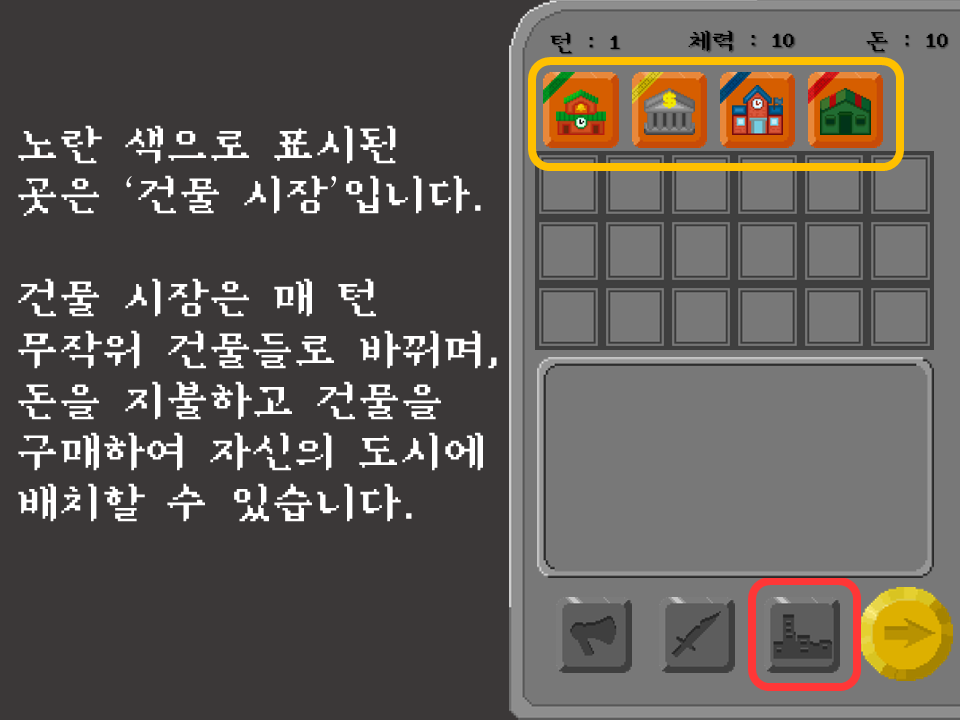 턴 : 1 체력 : 10 돈 : 10
노란 색으로 표시된
곳은 ‘건물 시장’입니다.
건물 시장은 매 턴
무작위 건물들로 바뀌며,
돈을 지불하고 건물을
구매하여 자신의 도시에
배치할 수 있습니다.
$